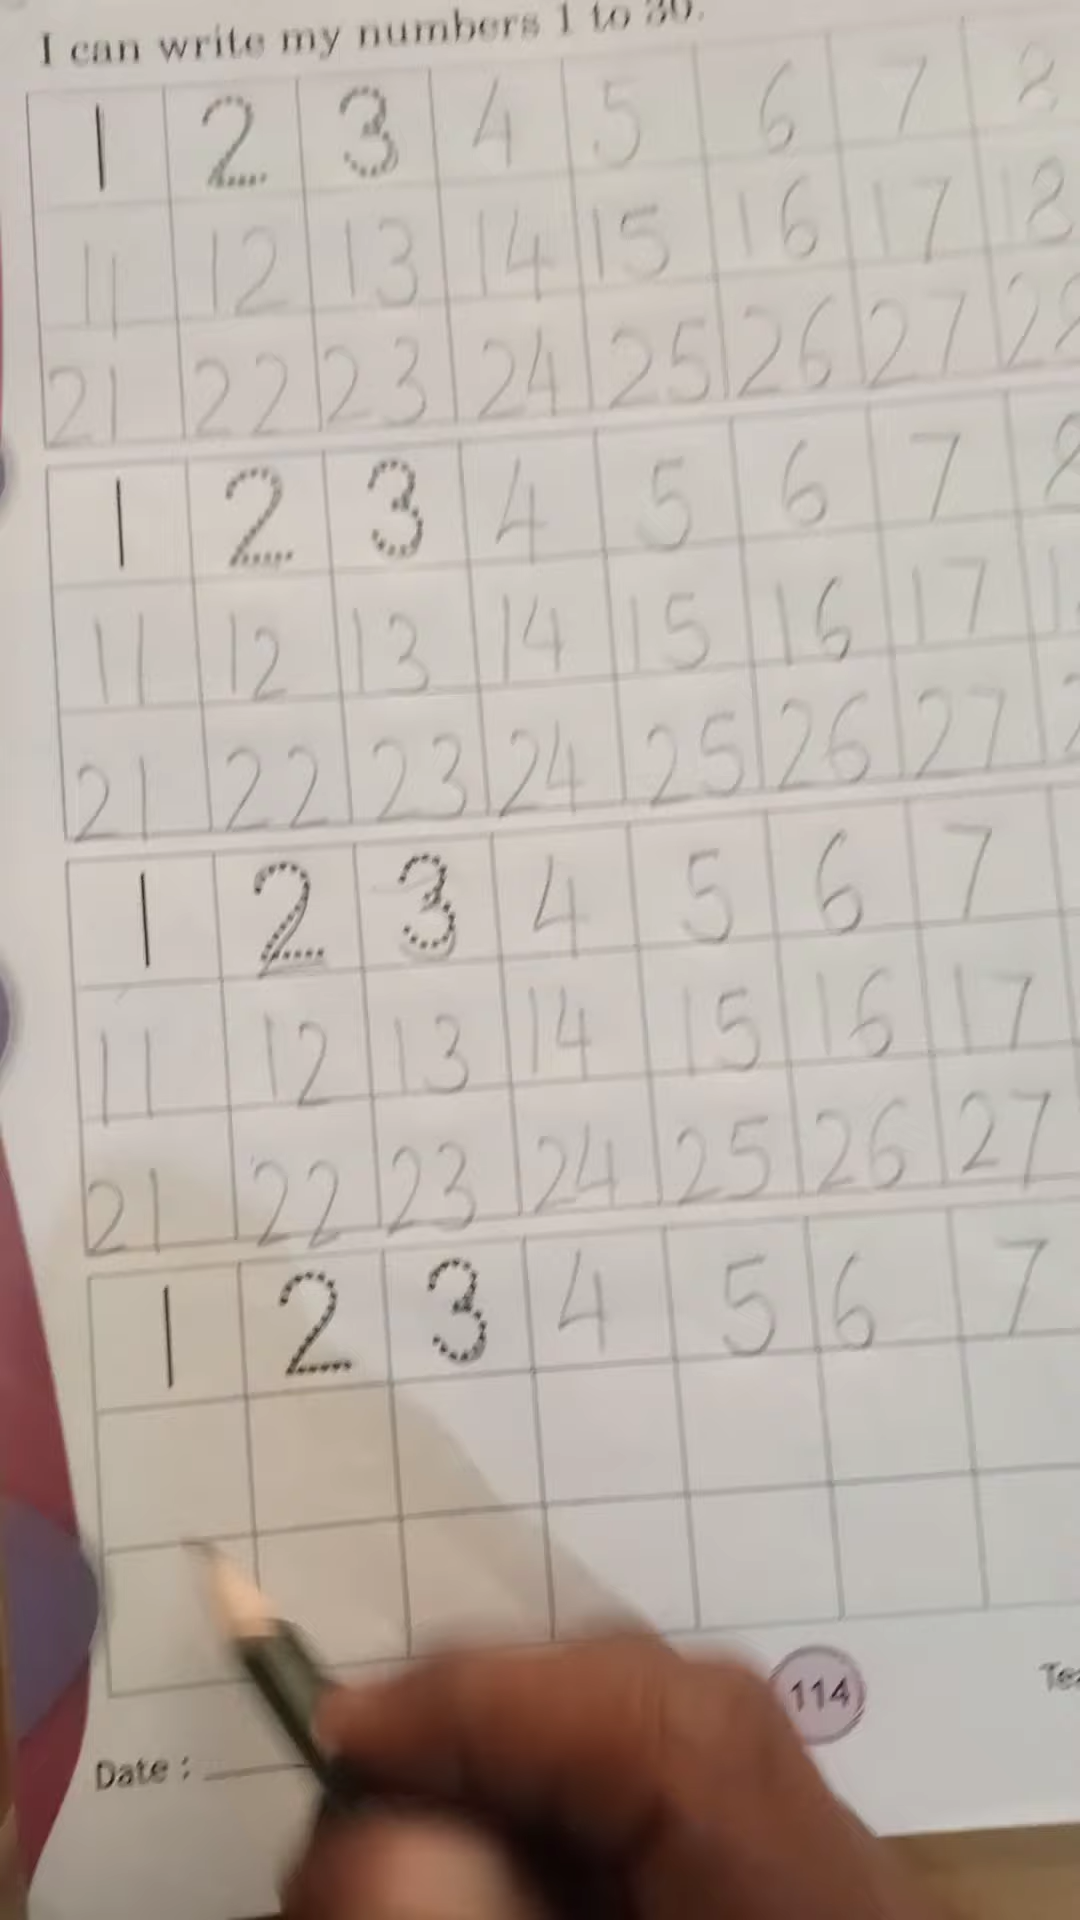 I can write my numbers 1 to 30.
1 2 3 4 5 6 7 8
11 12 13 14 15 16 17 18
21 22 23 24 25 26 27 28
1 2 3 4 5 6 7 8
11 12 13 14 15 16 17
21 22 23 24 25 26 27
1 2 3 4 5 6 7
11 12 13 14 15 16 17
21 22 23 24 25 26 27
1 2 3 4 5 6 7
114
Date :